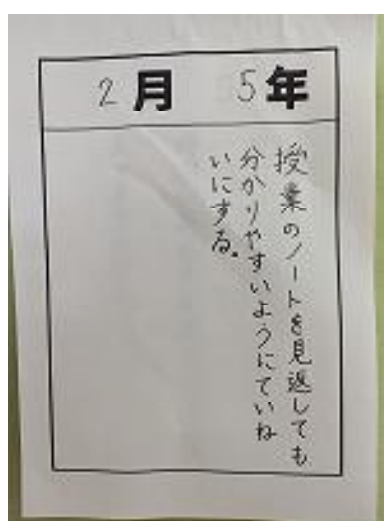 5年 2月
授業のノートを見返しても
分かりやすいようにていね
いにする。